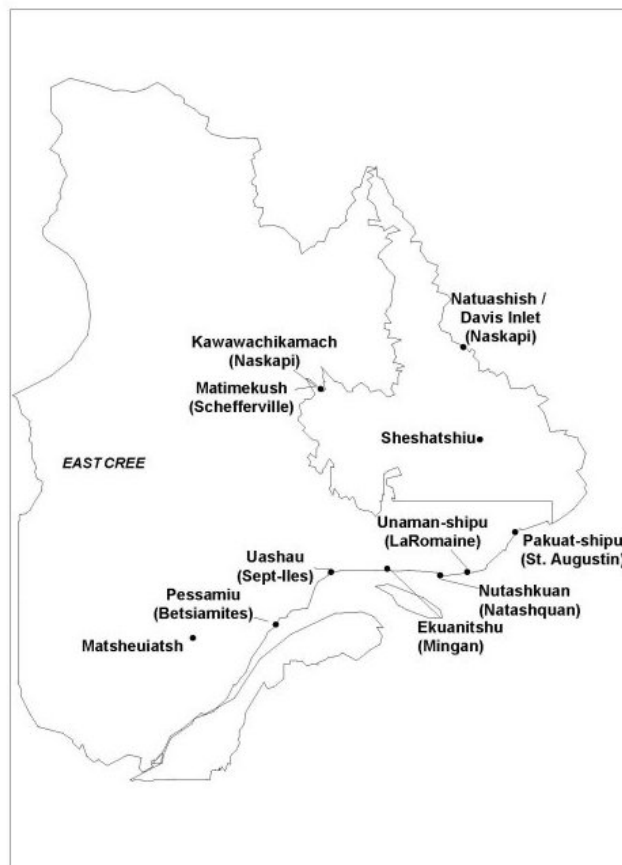 Natuashish /
Davis Inlet
(Naskapi)
Kawawachikamach
(Naskapi)
Matimekush
(Schefferville)
Sheshatshiu
EAST CREE
Unaman-shipu
(LaRomaine)
Pakuat-shipu
(St. Augustin)
Uashau
(Sept-Iles)
Nutashkuan
(Natashquan)
Pessamiu
(Betsiamites)
Ekuanitshu
(Mingan)
Matsheuiatsh